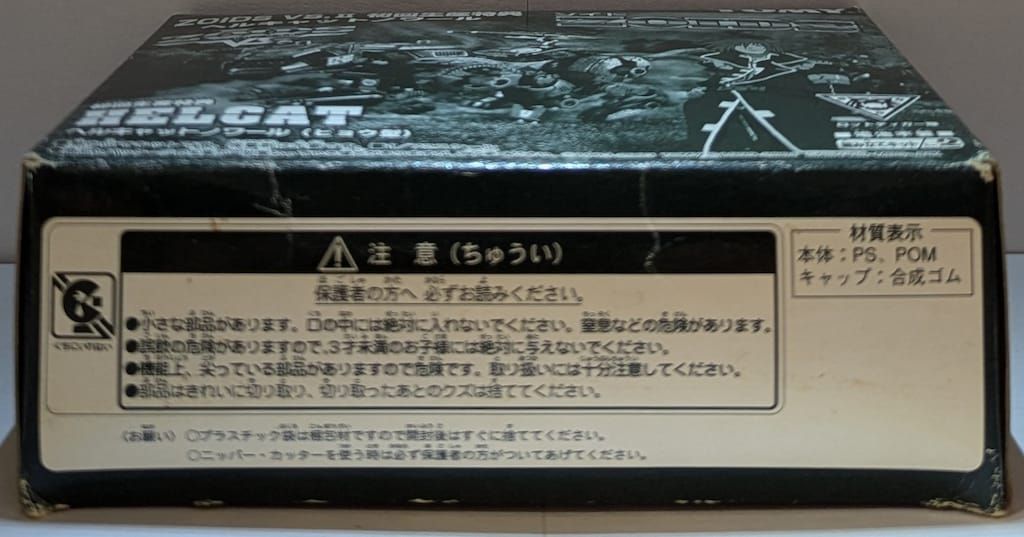 HELCAT
ヘルキャットノワール（ヒョウ型）
注 意（ちゅうい）
保護者の方へ 必ずお読みください。
●小さな部品があります。口の中には絶対に入れないでください。窒息などの危険があります。
●誤飲の危険がありますので、3才未満のお子様には絶対に与えないでください。
●機能上、尖っている部品がありますので危険です。取り扱いには十分注意してください。
●部品はきれいに切り取り、切り取ったあとのクズは捨ててください。
くちにいれない
材質表示
本体：PS、POM
キャップ：合成ゴム
〈お願い〉○プラスチック袋は梱包材ですので開封後はすぐに捨ててください。
○ニッパー・カッターを使う時は必ず保護者の方がついてあげてください。